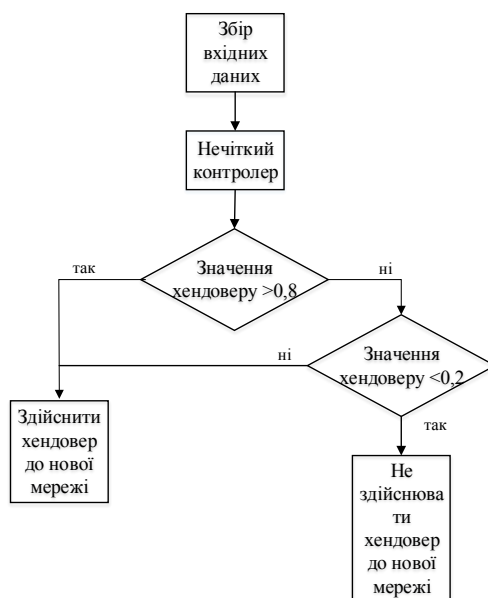 Збір
вхідних
даних
Нечіткий
контролер
так
Значення
хендоверу >0,8
ні
ні
Значення
хендоверу <0,2
Здійснити
хендовер
до нової
мережі
так
Не
здійснюва
ти
хендовер
до нової
мережі